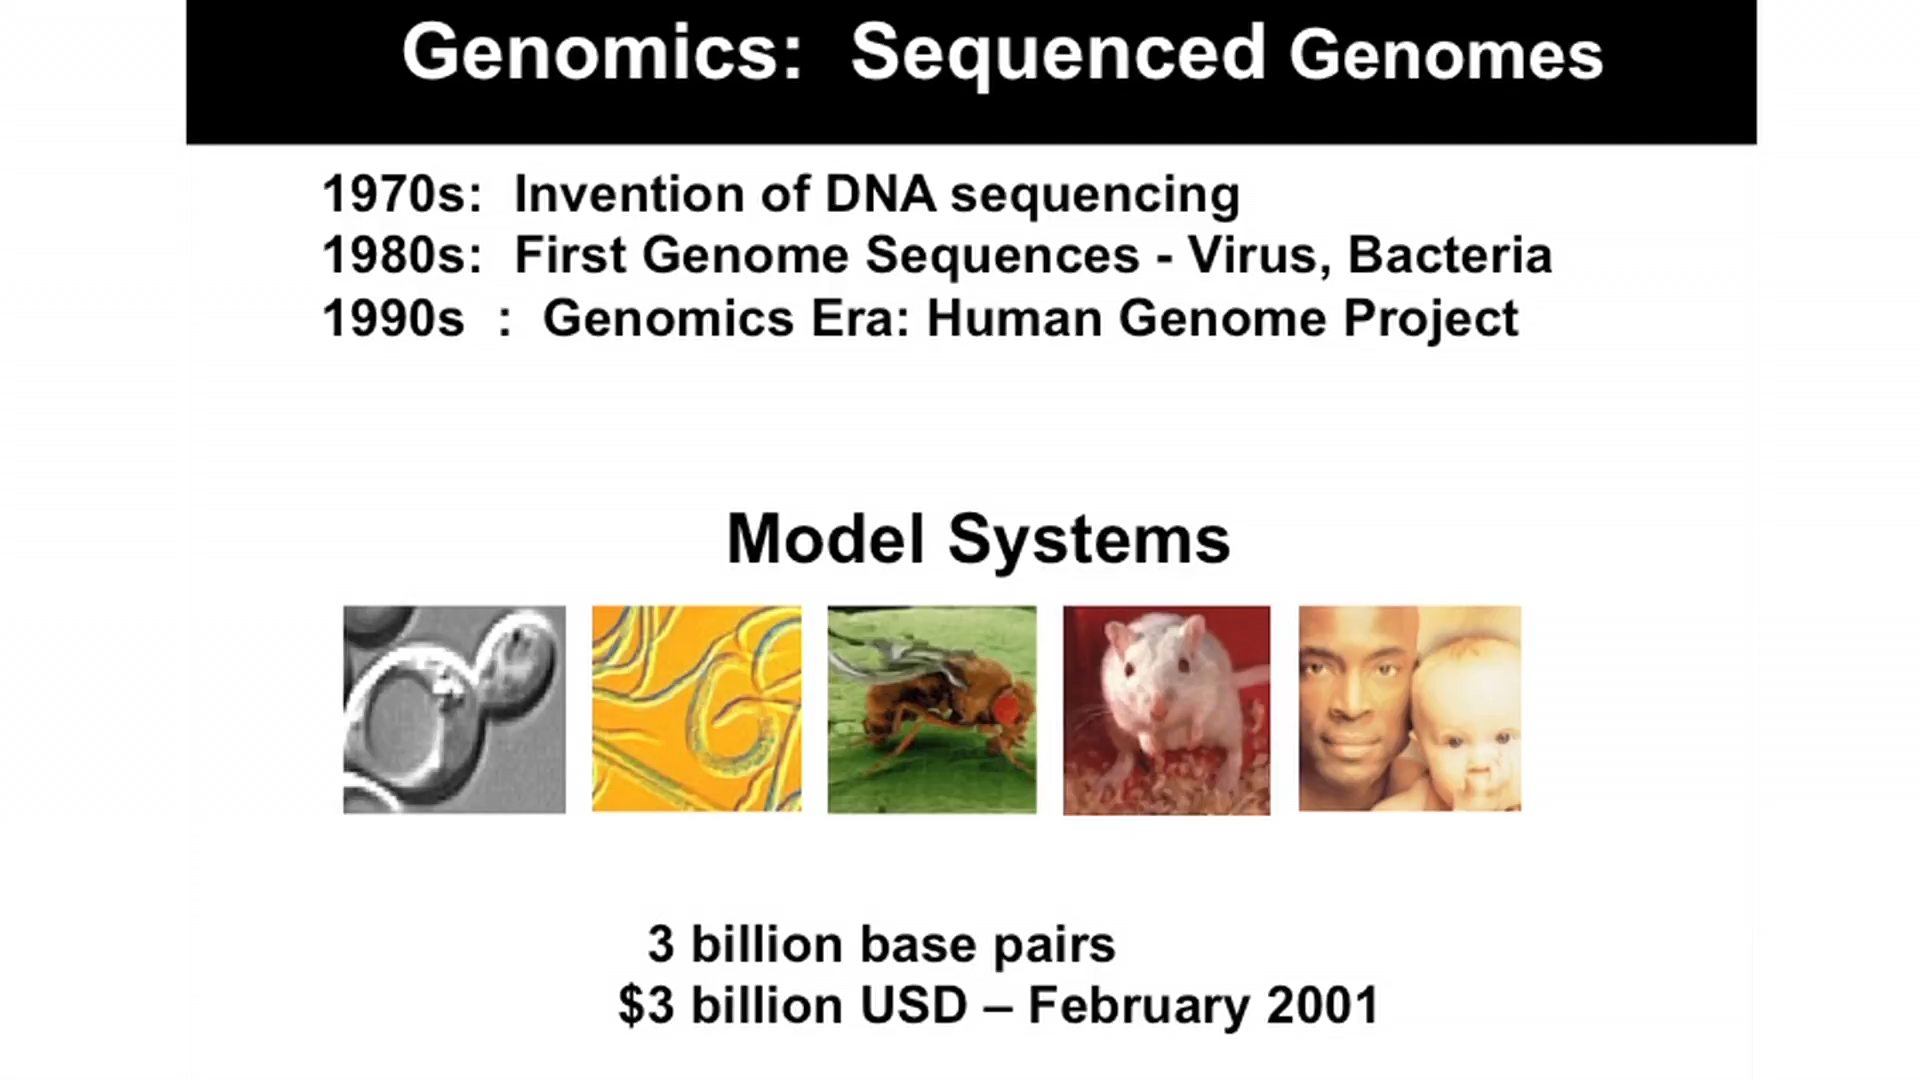 Genomics: Sequenced Genomes
1970s: Invention of DNA sequencing
1980s: First Genome Sequences - Virus, Bacteria
1990s : Genomics Era: Human Genome Project
Model Systems
3 billion base pairs
$3 billion USD – February 2001